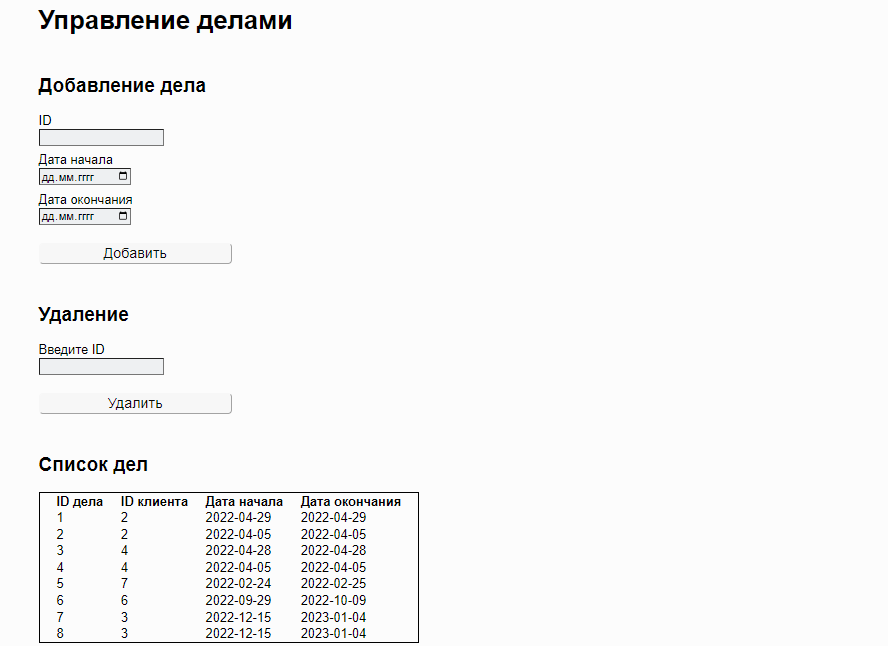 Управление делами
Добавление дела
ID
Дата начала
дд.мм.гггг
Дата окончания
дд.мм.гггг
Добавить
Удаление
Введите ID
Удалить
Список дел
ID дела ID клиента Дата начала Дата окончания
1 2 2022-04-29 2022-04-29
2 2 2022-04-05 2022-04-05
3 4 2022-04-28 2022-04-28
4 4 2022-04-05 2022-04-05
5 7 2022-02-24 2022-02-25
6 6 2022-09-29 2022-10-09
7 3 2022-12-15 2023-01-04
8 3 2022-12-15 2023-01-04